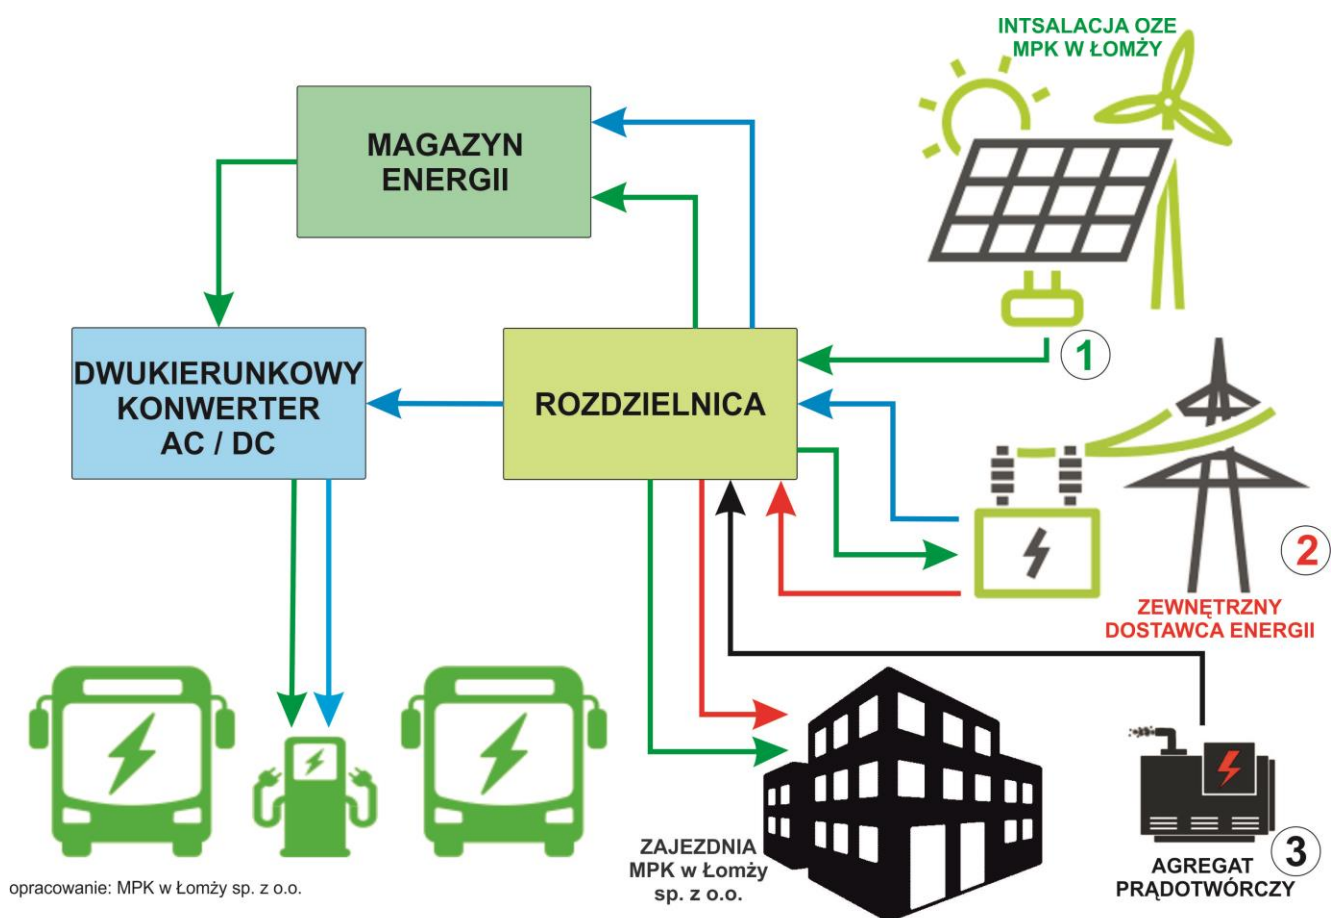 INTSALACJA OZE
MPK W ŁOMŻY
MAGAZYN
ENERGII
1
DWUKIERUNKOWY
KONWERTER
AC / DC
ROZDZIELNICA
2
ZEWNĘTRZNY
DOSTAWCA ENERGII
ZAJEZDNIA
MPK w Łomży
sp. z o.o.
3
AGREGAT
PRĄDOTWÓRCZY
opracowanie: MPK w Łomży sp. z o.o.